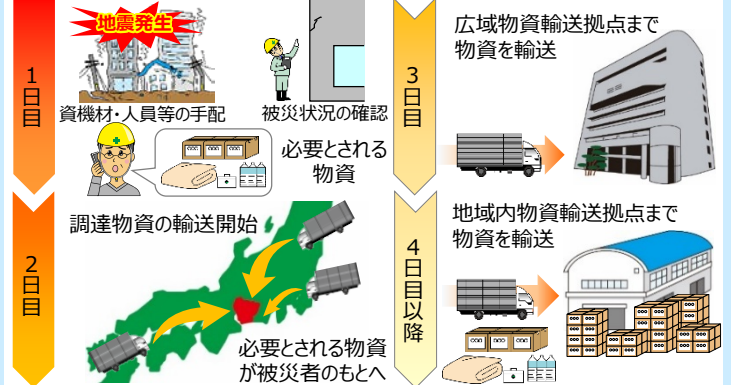 1日目
地震発生
資機材・人員等の手配
被災状況の確認
必要とされる
物資
2日目
調達物資の輸送開始
必要とされる物資
が被災者のもとへ
3日目
広域物資輸送拠点まで
物資を輸送
4日目以降
地域内物資輸送拠点まで
物資を輸送